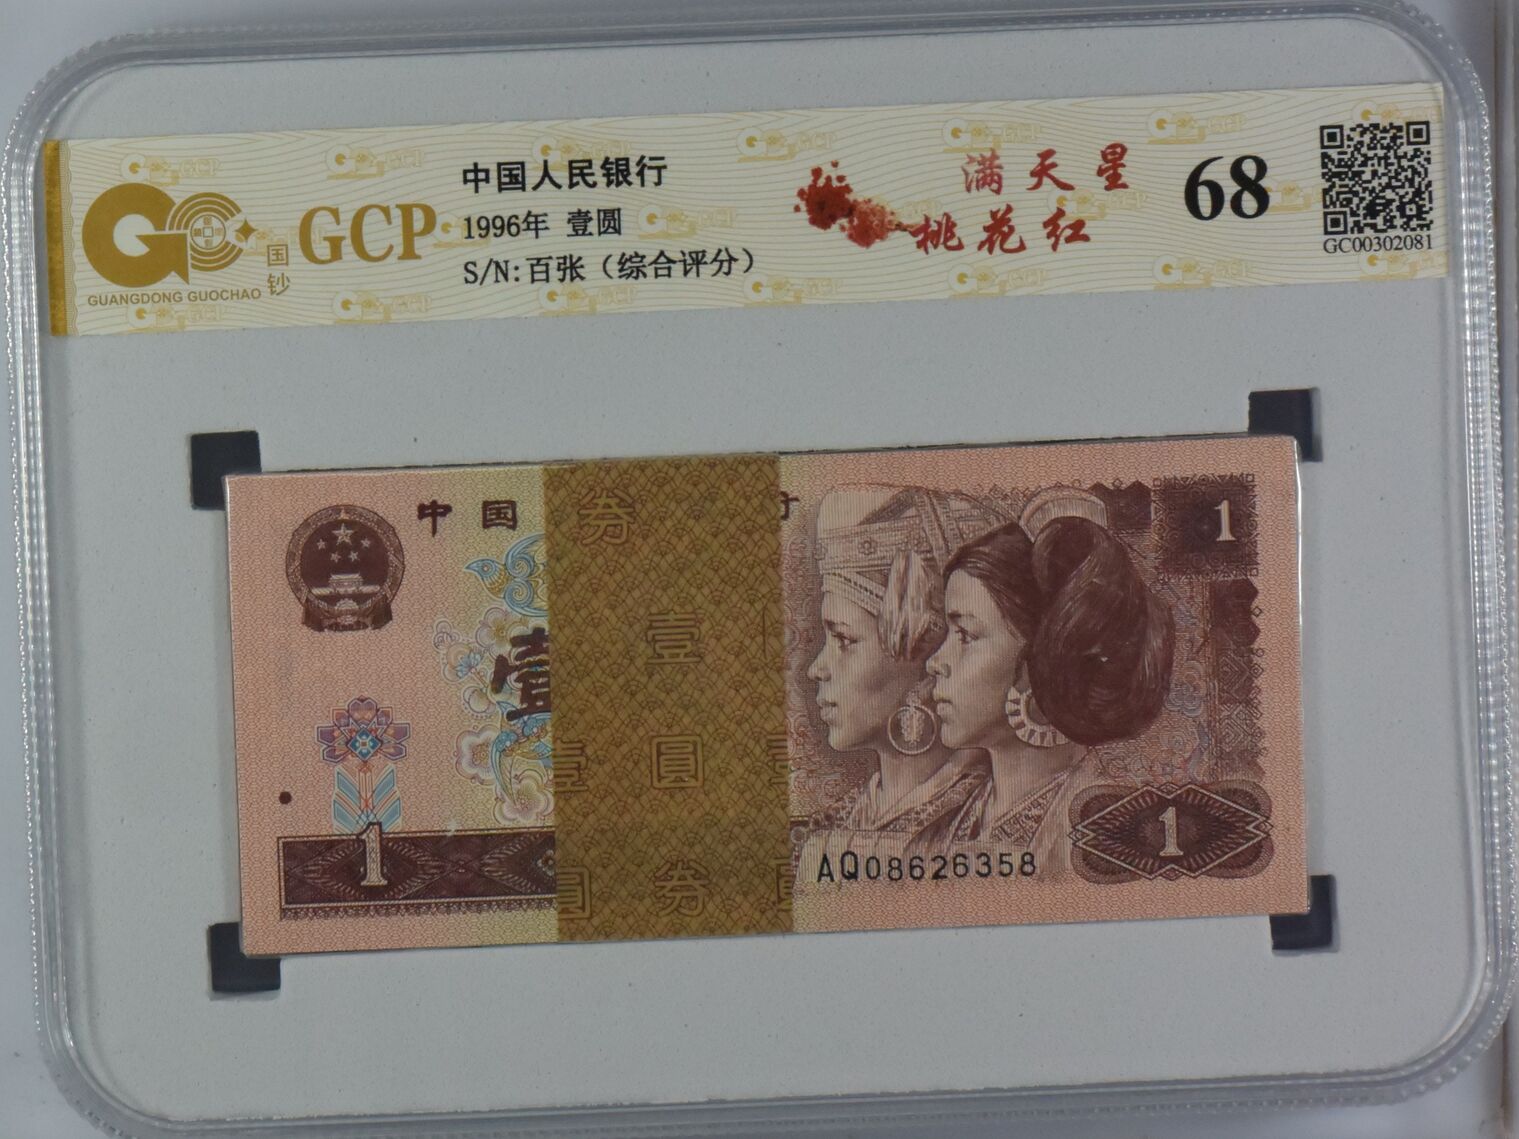 中国人民银行
1996年 壹圆
S/N:百张（综合评分）
GCP
国钞
GUANGDONG GUOCHAO
满天星
桃花红
68
GC00302081
中国
行
1
券
壹
壹
圆
壹
圆
券
1
AQ08626358
1